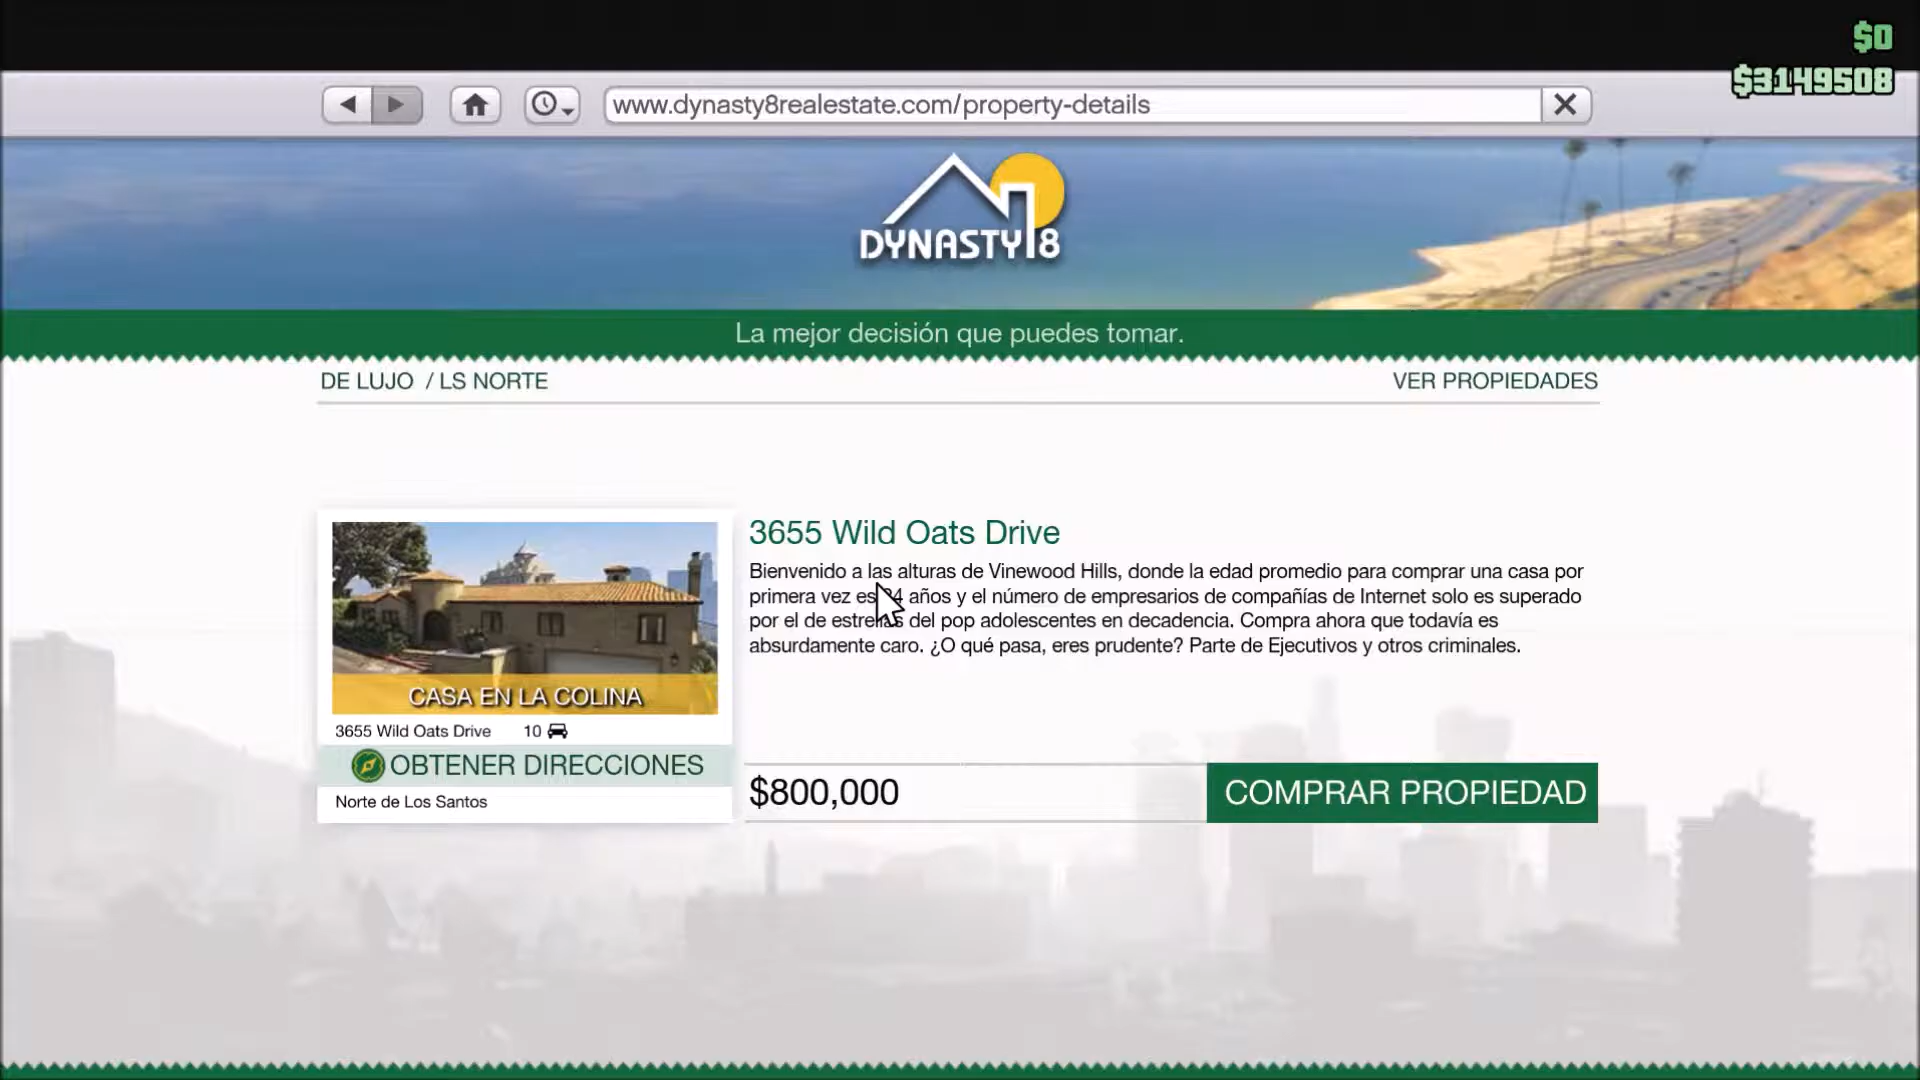 $0
$3149508
www.dynasty8realestate.com/property-details
DYNASTY 8
La mejor decisión que puedes tomar.
DE LUJO / LS NORTE
VER PROPIEDADES
3655 Wild Oats Drive
Bienvenido a las alturas de Vinewood Hills, donde la edad promedio para comprar una casa por
primera vez es 24 años y el número de empresarios de compañías de Internet solo es superado
por el de estrellas del pop adolescentes en decadencia. Compra ahora que todavía es
absurdamente caro. ¿O qué pasa, eres prudente? Parte de Ejecutivos y otros criminales.
CASA EN LA COLINA
3655 Wild Oats Drive 10
OBTENER DIRECCIONES
Norte de Los Santos
$800,000
COMPRAR PROPIEDAD